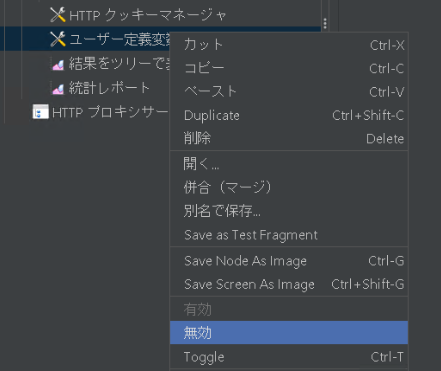 HTTP クッキーマネージャ
ユーザー定義変
結果をツリーで
統計レポート
HTTP プロキシサー
カット Ctrl-X
コピー Ctrl-C
ペースト Ctrl-V
Duplicate Ctrl+Shift-C
削除 Delete
開く...
併合（マージ）
別名で保存...
Save as Test Fragment
Save Node As Image Ctrl-G
Save Screen As Image Ctrl+Shift-G
有効
無効
Toggle Ctrl-T